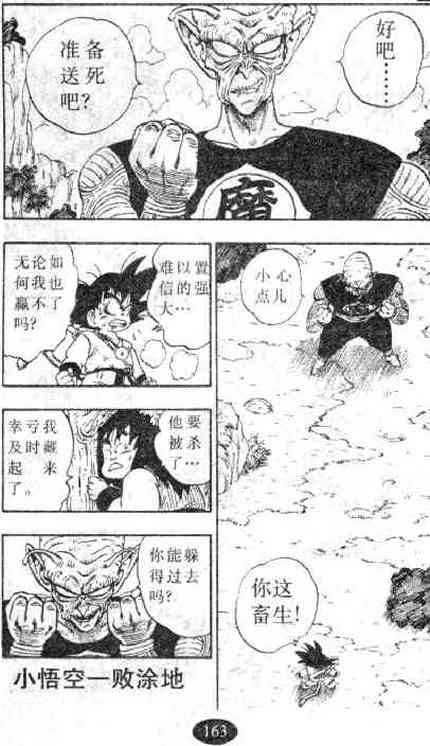 好
吧
……
准备
送死
吧?
魔
小心
点儿
你这
畜生!
难以置
信的强
大…
无论如
何我也
赢不了
吗?
他要
被杀
了…
幸亏我
及时藏
起来
了。
你能躲
得过去
吗?
小悟空一败涂地
163